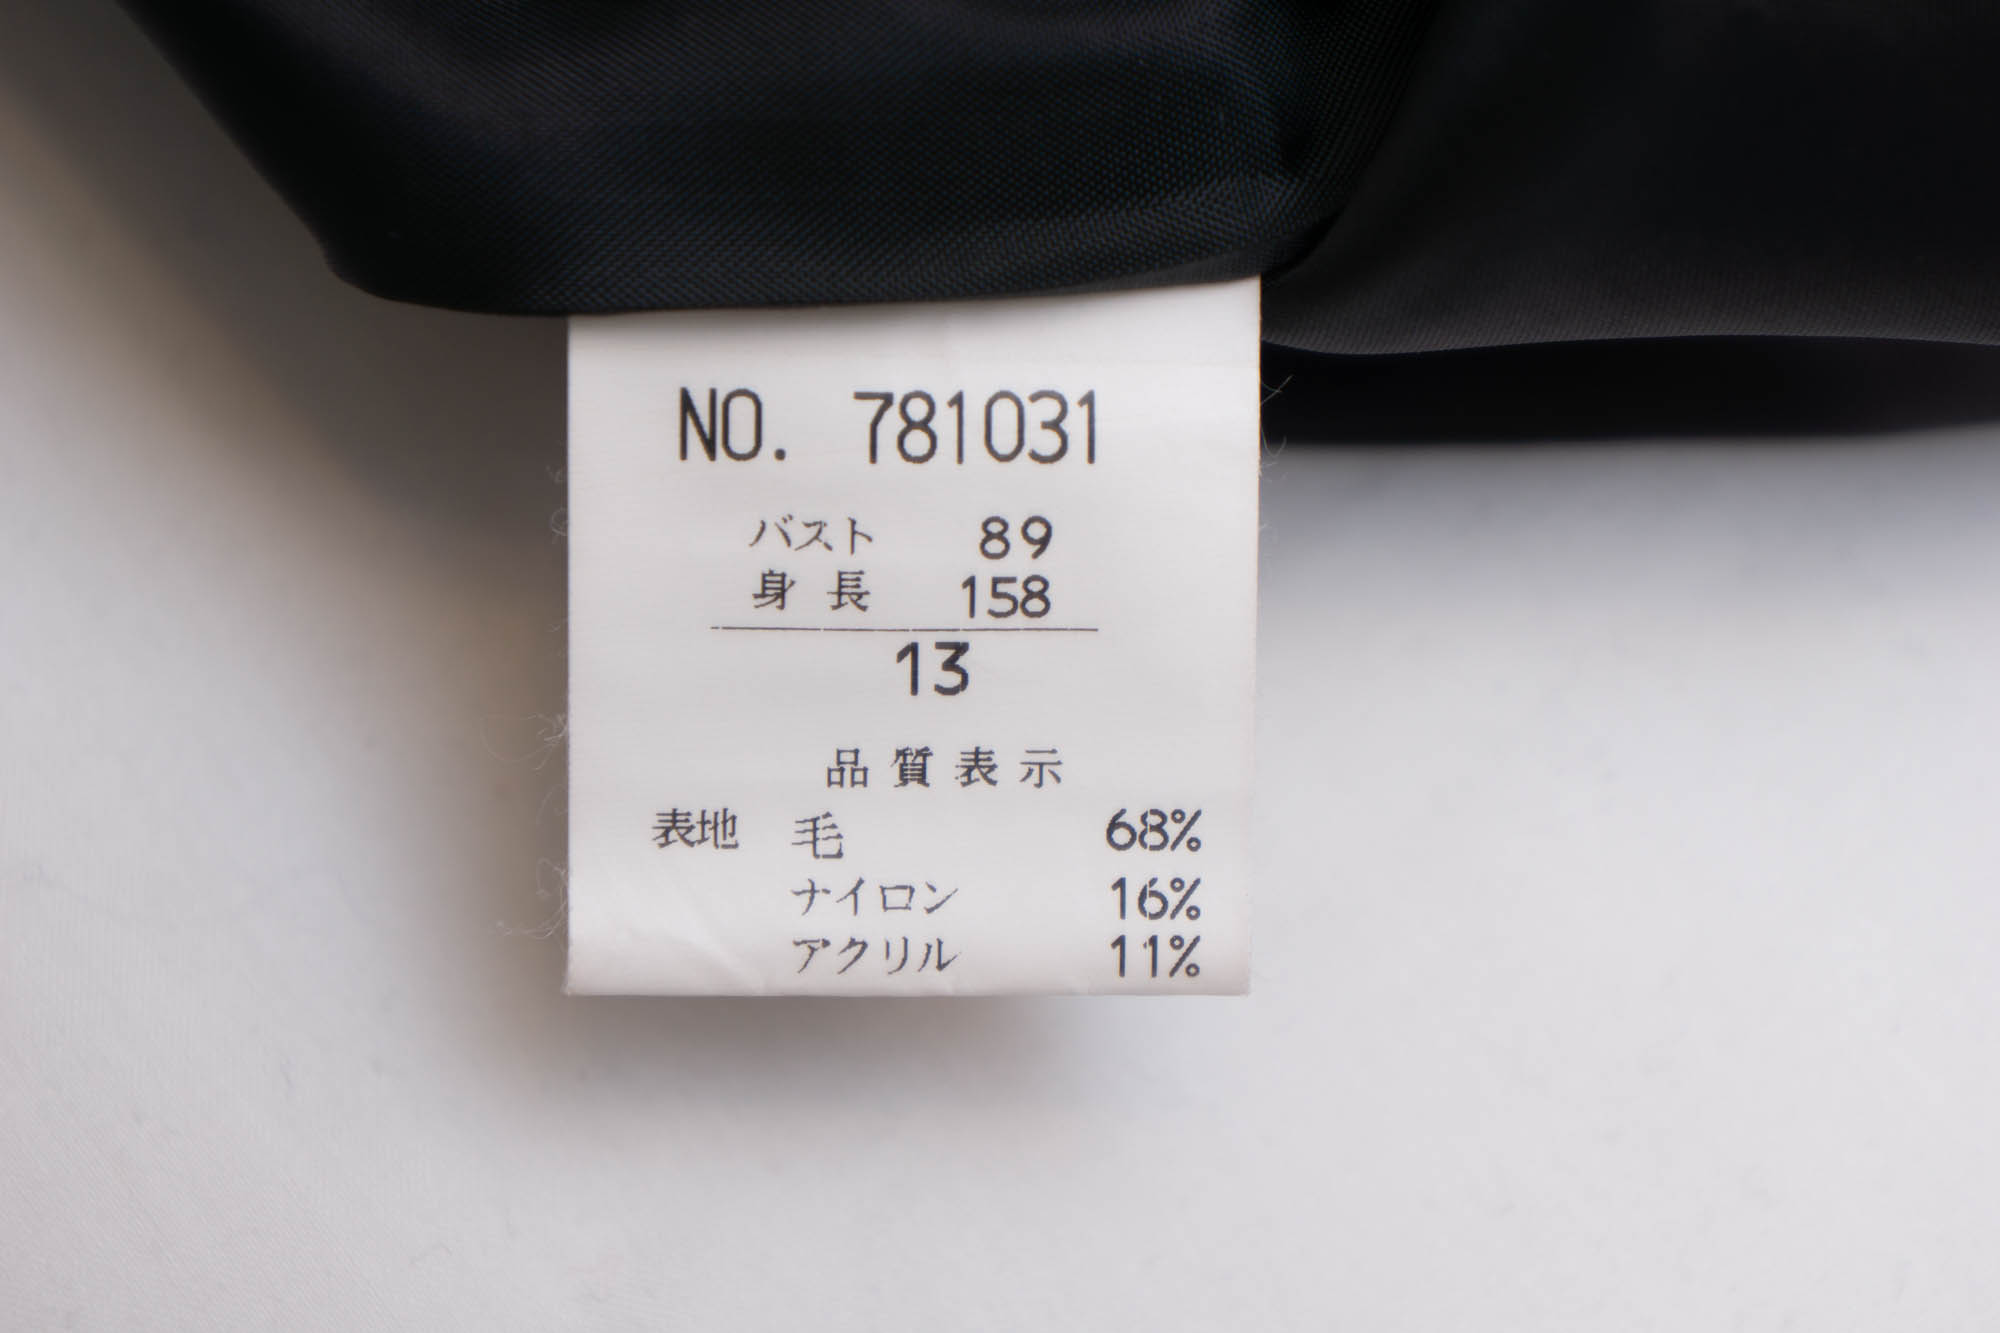 NO. 781031
バスト 89
身長 158
13
品質表示
表地 毛 68%
ナイロン 16%
アクリル 11%